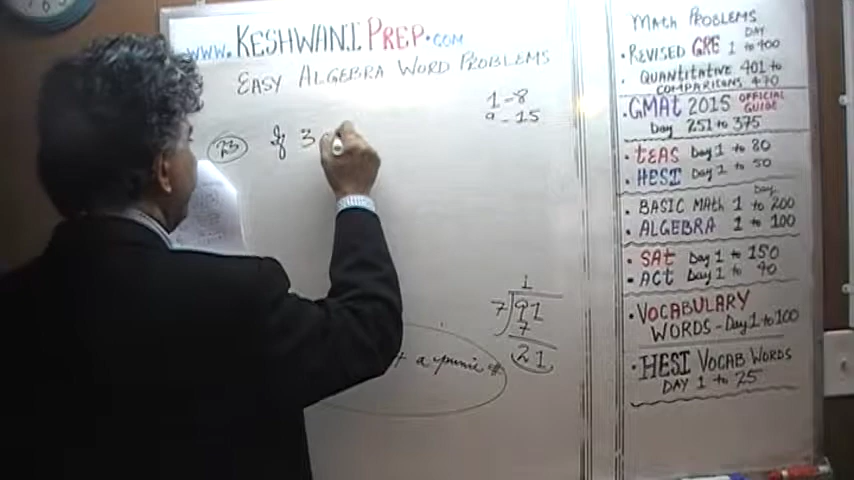 www.KESHWANI PREP.com
EASY ALGEBRA WORD PROBLEMS
1-8
9-15
If 3
1
7 91
7
21
a prime #
MATH PROBLEMS
DAY
• REVISED GRE 1 to 400
• QUANTITATIVE 401 to
COMPARISONS 470
• GMAT 2015 OFFICIAL
GUIDE
Day 251 to 375
• tEAS Day 1 to 80
• HESI Day 1 to 50
Day
• BASIC MATH 1 to 200
• ALGEBRA 1 to 100
• SAt Day 1 to 150
• ACt Day 1 to 40
• VOCABULARY
WORDS - Day 1 to 100
• HESI VOCAB WORDS
DAY 1 to 25